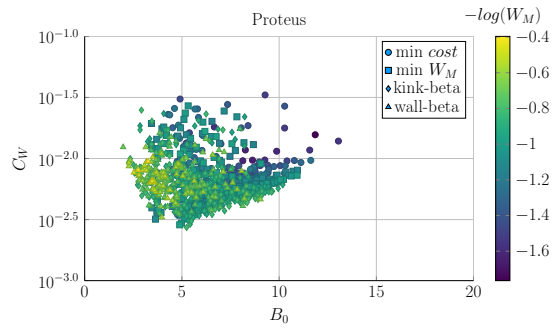 Proteus
−log(W_M)
10^−1.0
10^−1.5
10^−2.0
10^−2.5
10^−3.0
C_W
0 5 10 15 20
B_0
min cost
min W_M
kink-beta
wall-beta
−0.4
−0.6
−0.8
−1
−1.2
−1.4
−1.6